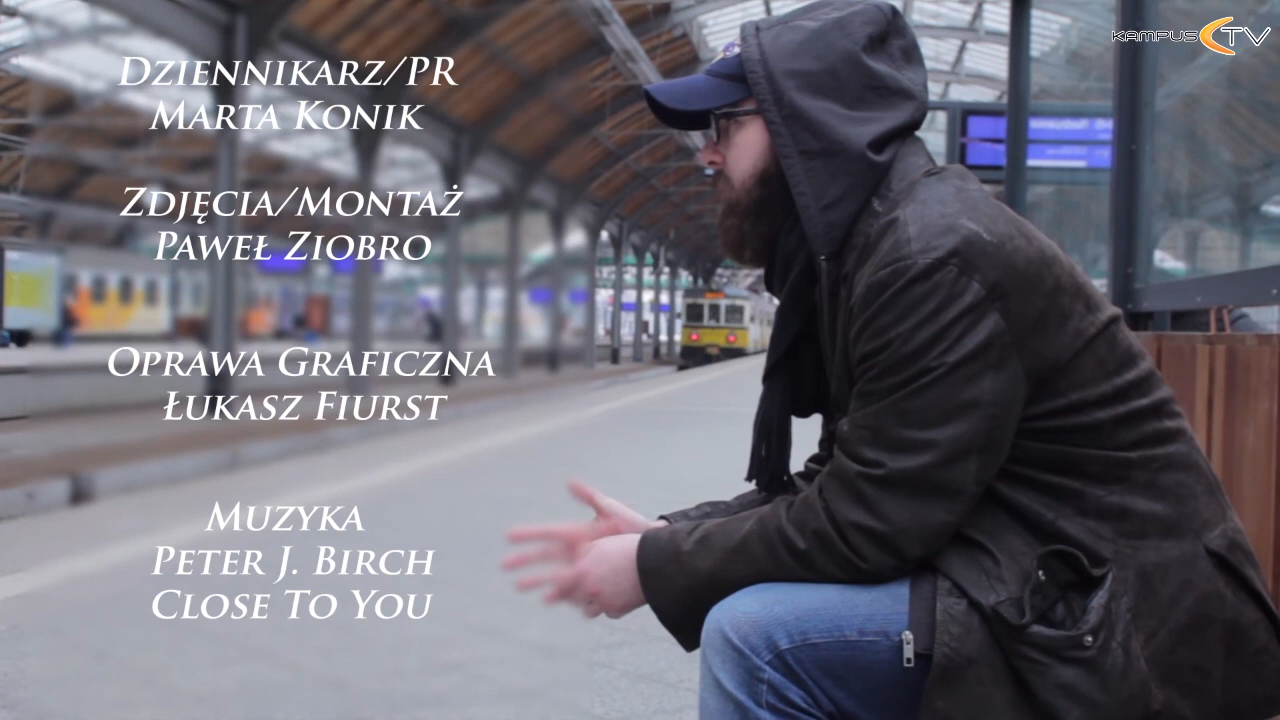 KAMPUS TV
Dziennikarz/PR
Marta Konik
Zdjęcia/Montaż
Paweł Ziobro
Oprawa Graficzna
Łukasz Fiurst
Muzyka
Peter J. Birch
Close To You